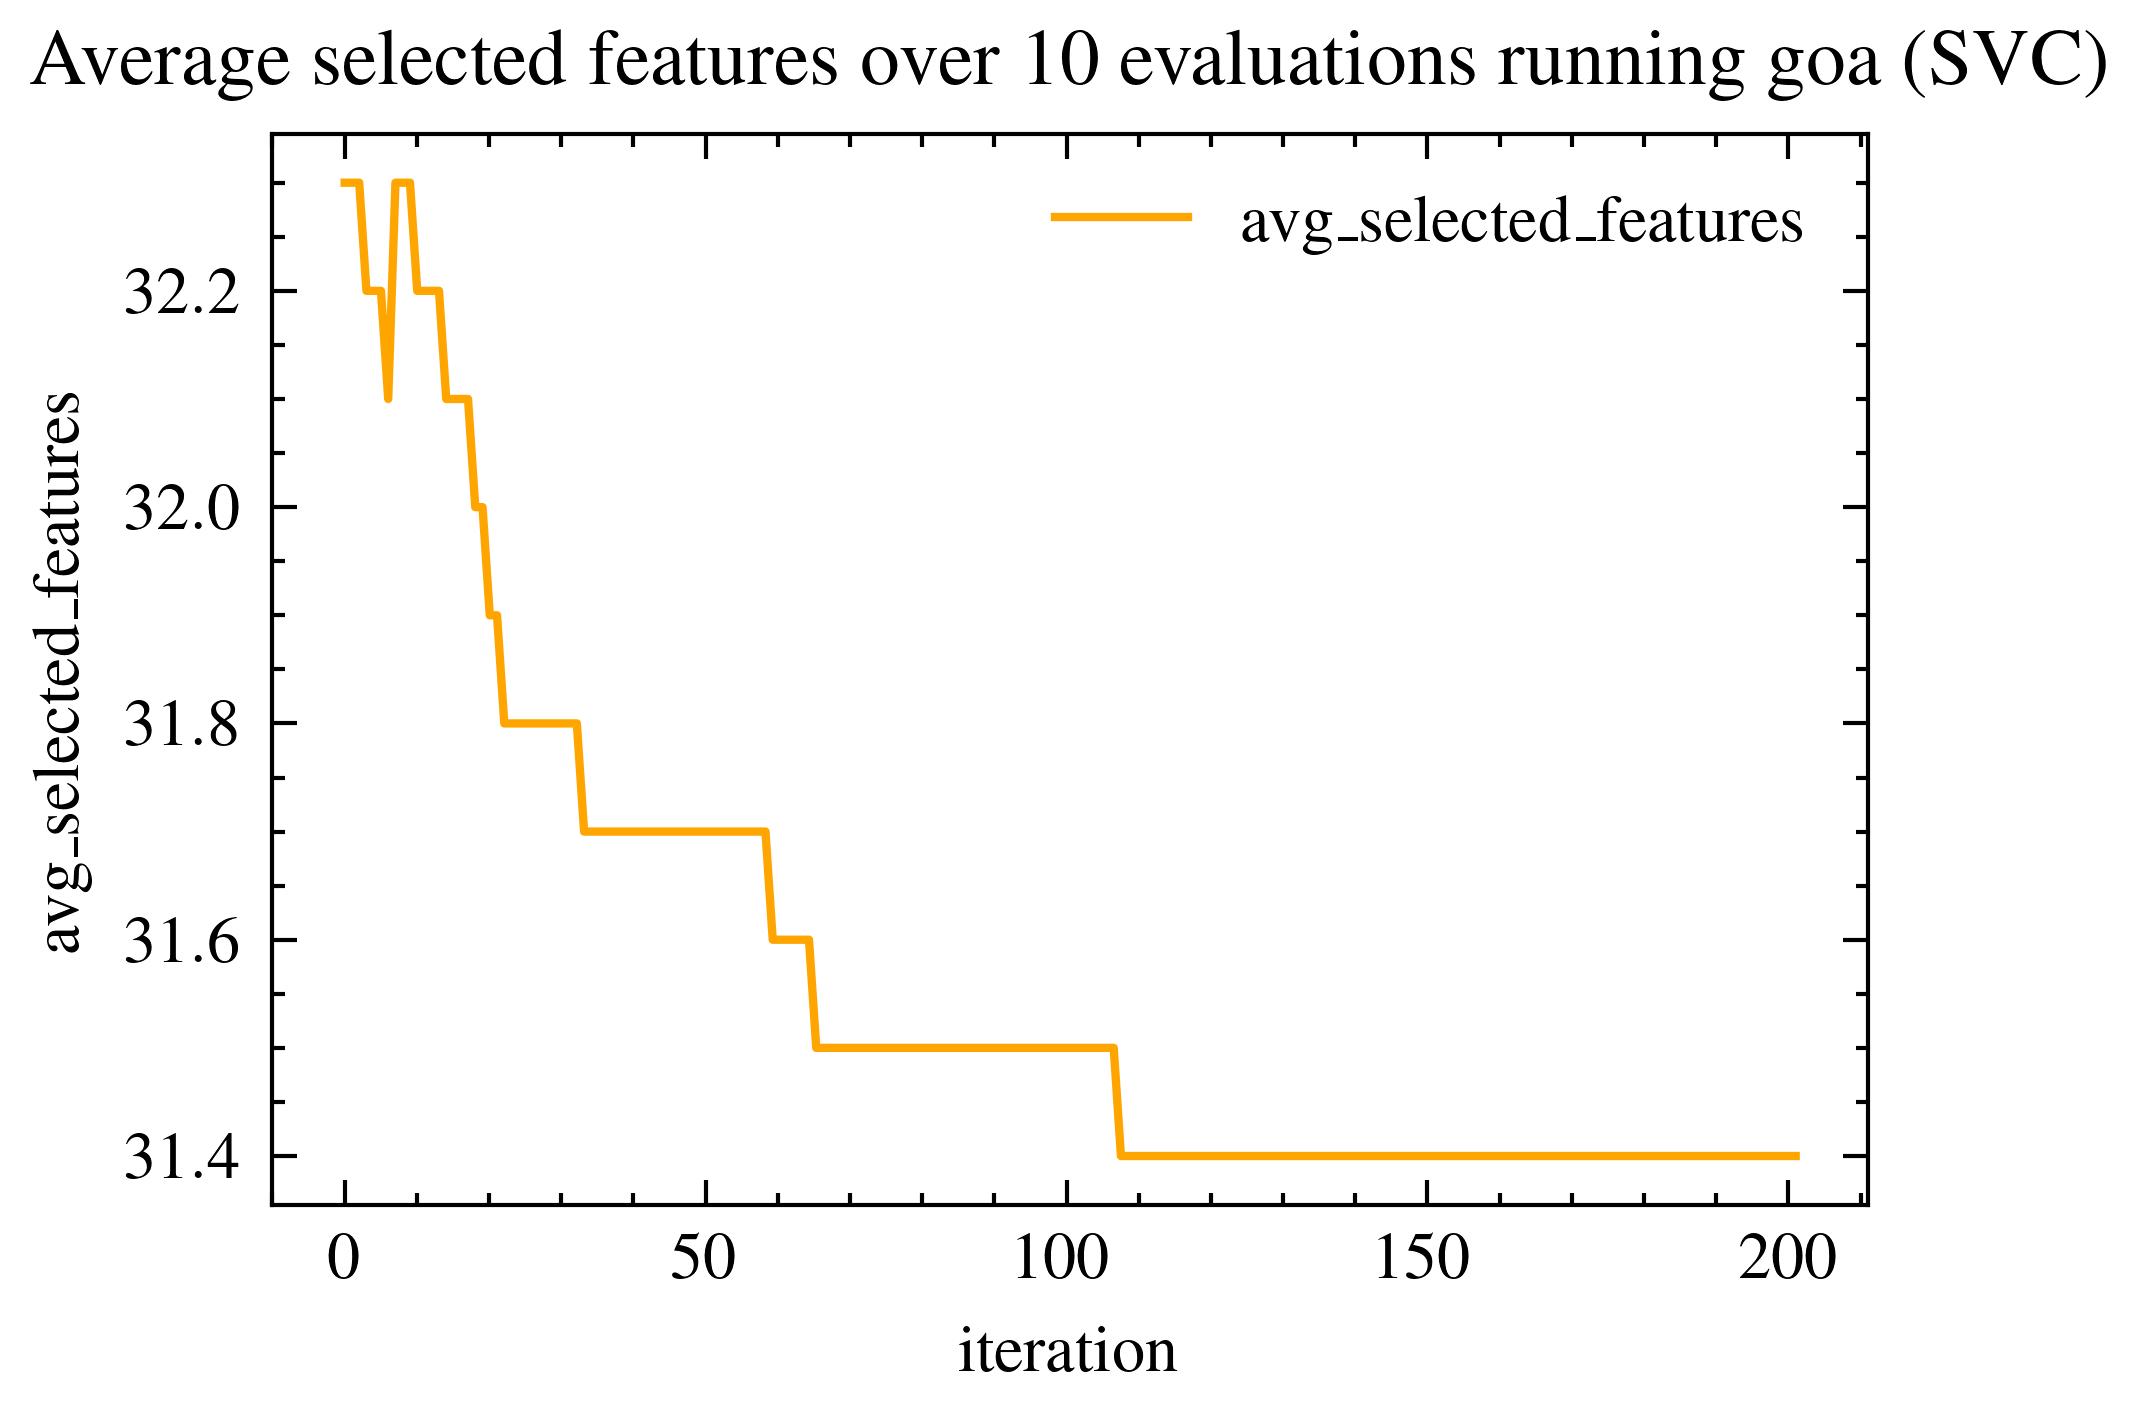 Average selected features over 10 evaluations running goa (SVC)
avg_selected_features
avg_selected_features
32.2
32.0
31.8
31.6
31.4
0 50 100 150 200
iteration